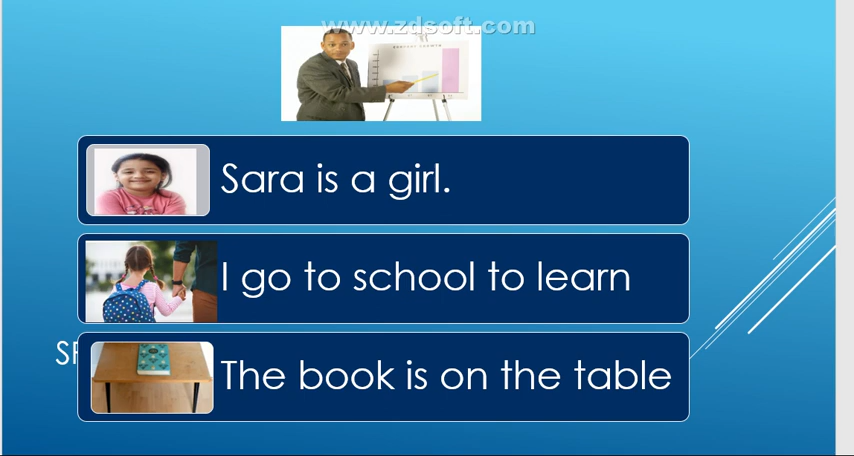 www.zdsoft.com
Sara is a girl.
I go to school to learn
The book is on the table